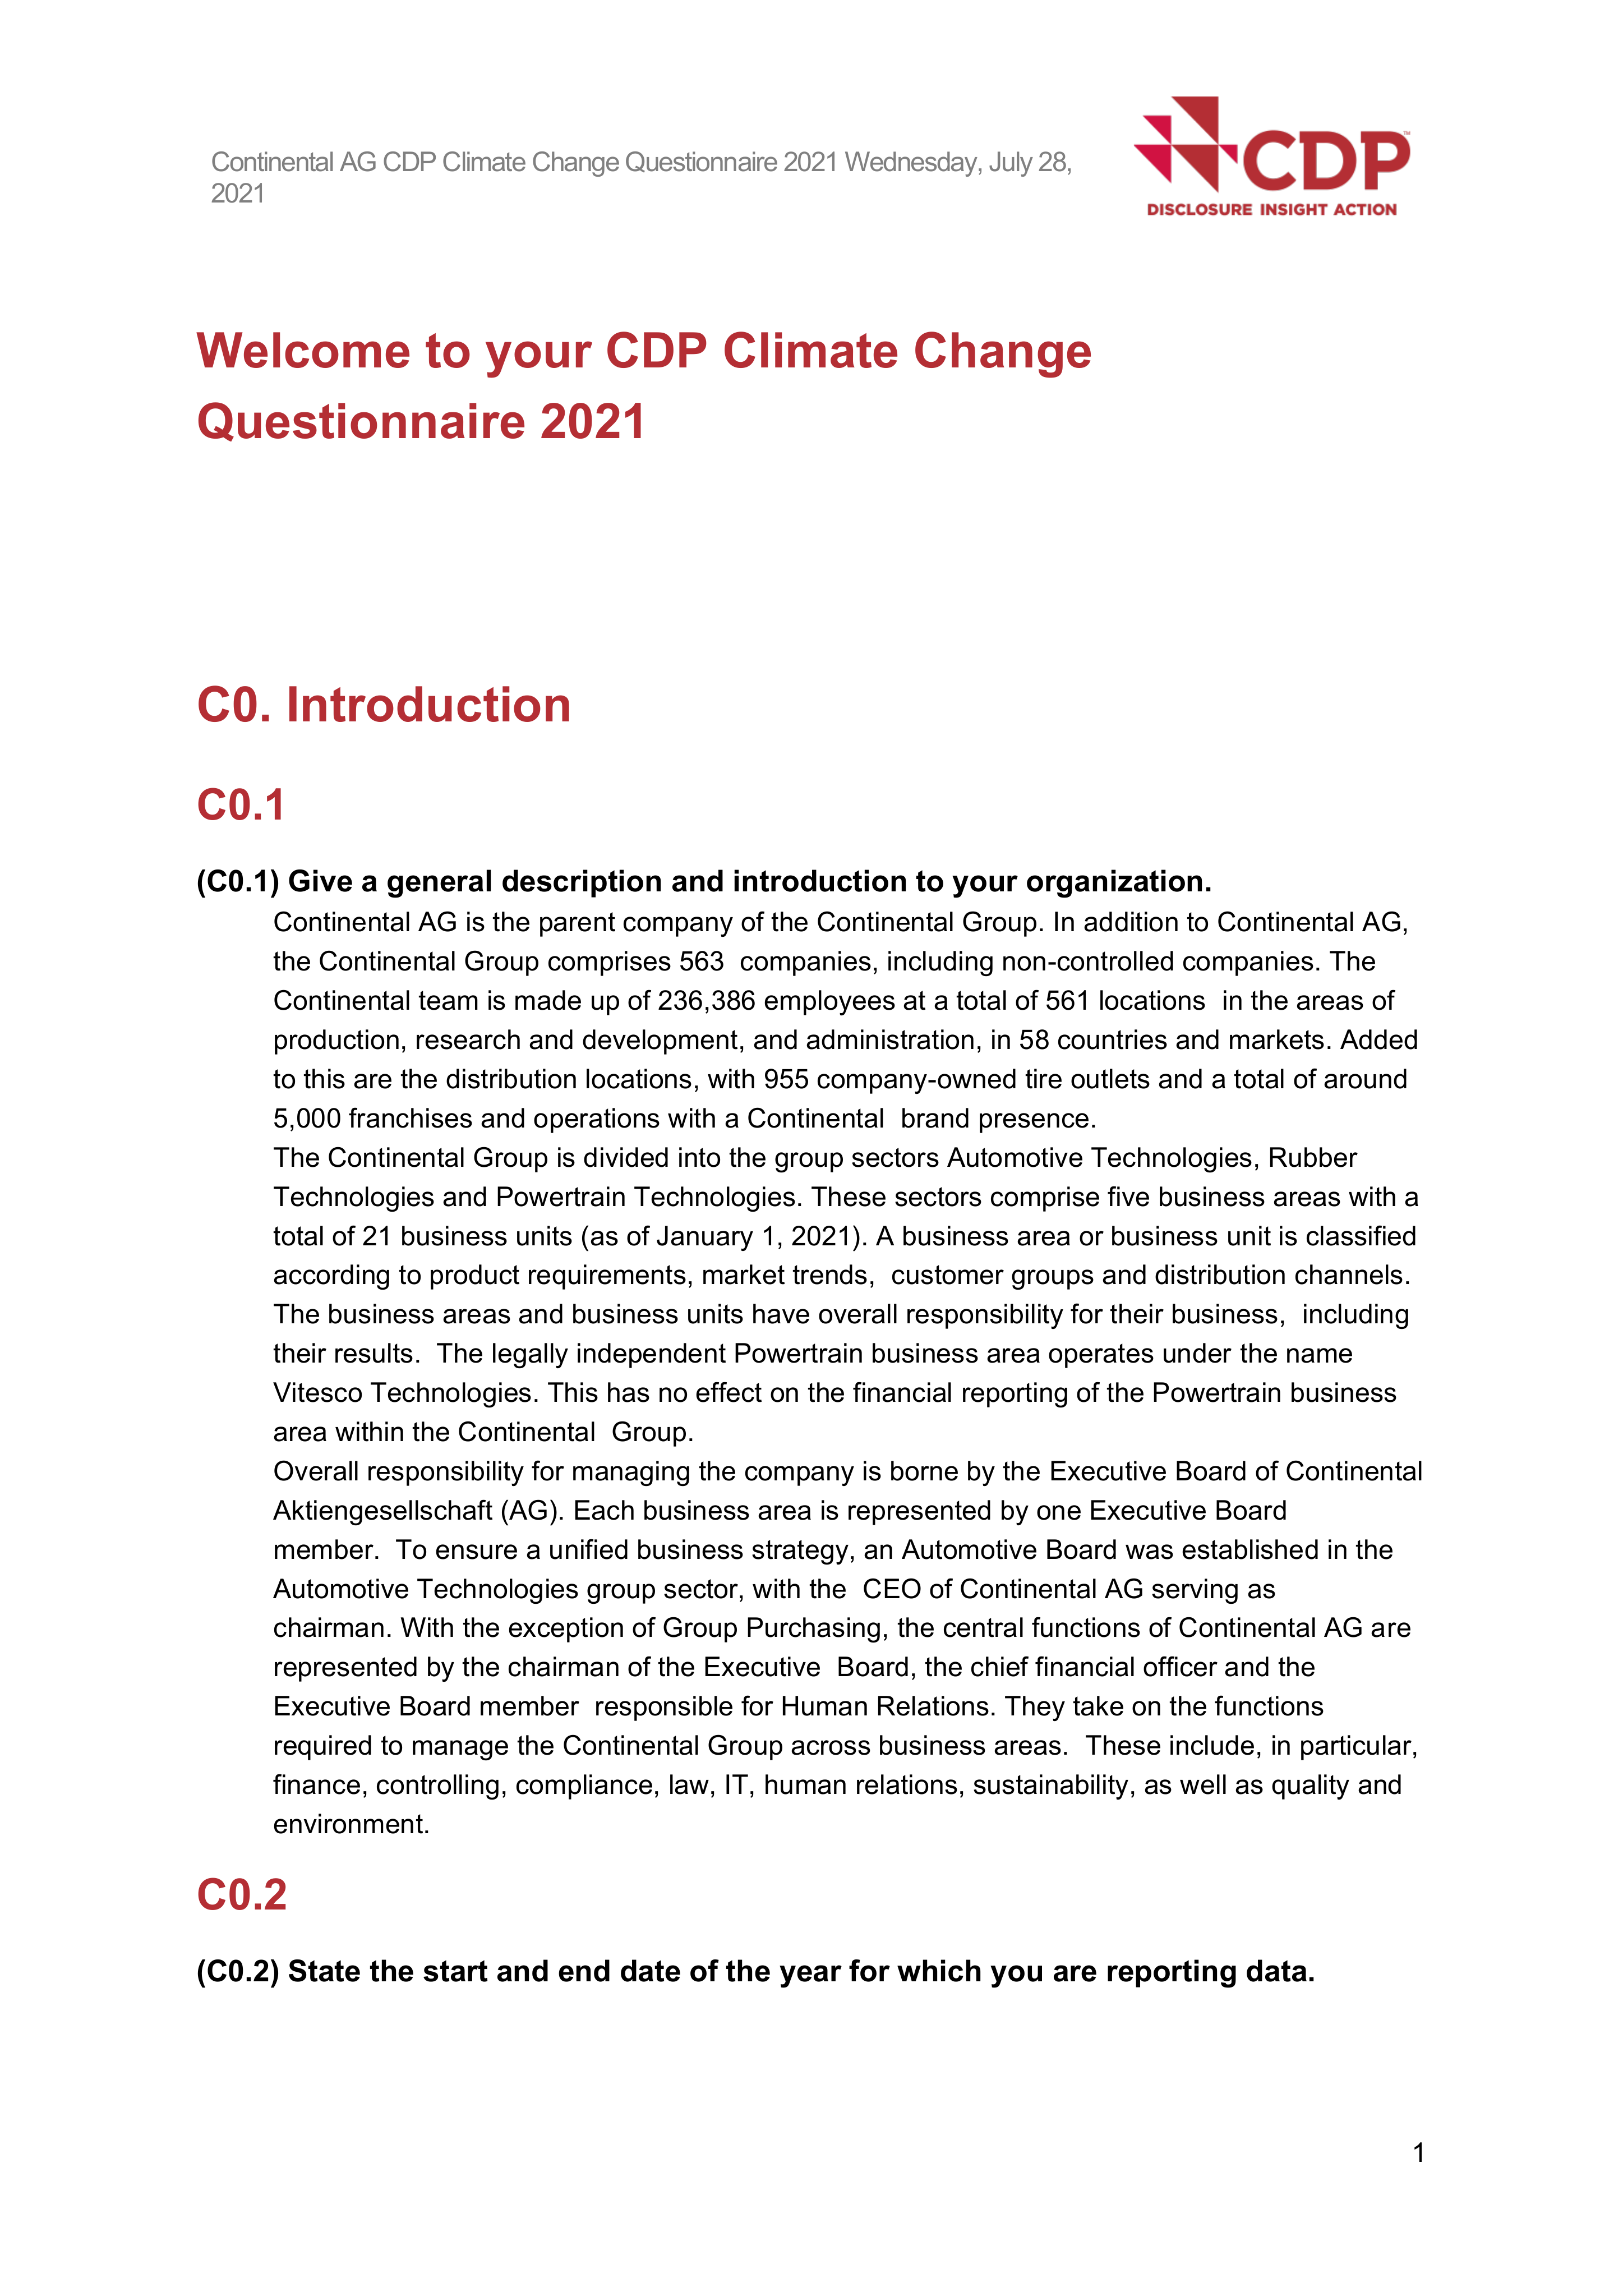 Continental AG CDP Climate Change Questionnaire 2021 Wednesday, July 28,
2021
CDP™
DISCLOSURE INSIGHT ACTION
Welcome to your CDP Climate Change
Questionnaire 2021
C0. Introduction
C0.1
(C0.1) Give a general description and introduction to your organization.
Continental AG is the parent company of the Continental Group. In addition to Continental AG,
the Continental Group comprises 563  companies, including non-controlled companies. The
Continental team is made up of 236,386 employees at a total of 561 locations  in the areas of
production, research and development, and administration, in 58 countries and markets. Added
to this are the distribution locations, with 955 company-owned tire outlets and a total of around
5,000 franchises and operations with a Continental  brand presence.
The Continental Group is divided into the group sectors Automotive Technologies, Rubber
Technologies and Powertrain Technologies. These sectors comprise five business areas with a
total of 21 business units (as of January 1, 2021). A business area or business unit is classified
according to product requirements, market trends,  customer groups and distribution channels.
The business areas and business units have overall responsibility for their business,  including
their results.  The legally independent Powertrain business area operates under the name
Vitesco Technologies. This has no effect on the financial reporting of the Powertrain business
area within the Continental  Group.
Overall responsibility for managing the company is borne by the Executive Board of Continental
Aktiengesellschaft (AG). Each business area is represented by one Executive Board
member.  To ensure a unified business strategy, an Automotive Board was established in the
Automotive Technologies group sector, with the  CEO of Continental AG serving as
chairman. With the exception of Group Purchasing, the central functions of Continental AG are
represented by the chairman of the Executive  Board, the chief financial officer and the
Executive Board member  responsible for Human Relations. They take on the functions
required to manage the Continental Group across business areas.  These include, in particular,
finance, controlling, compliance, law, IT, human relations, sustainability, as well as quality and
environment.
C0.2
(C0.2) State the start and end date of the year for which you are reporting data.
1